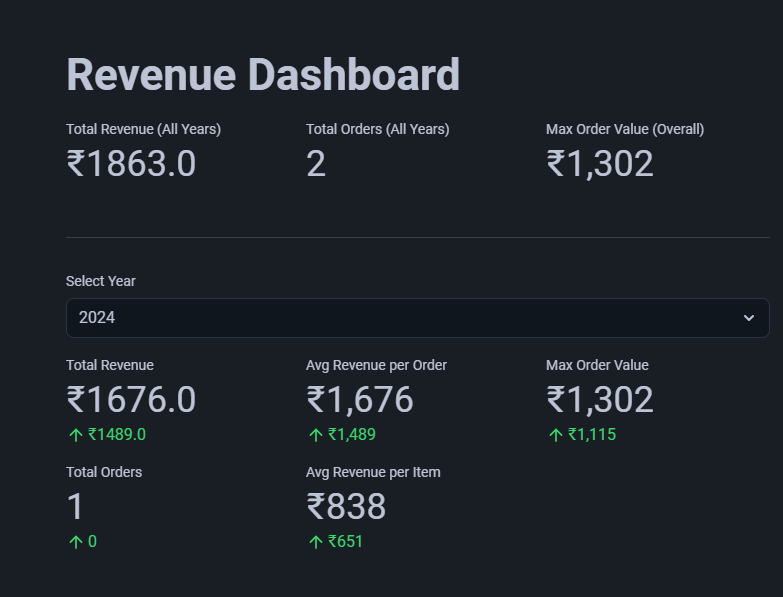 Revenue Dashboard
Total Revenue (All Years) Total Orders (All Years) Max Order Value (Overall)
₹1863.0 2 ₹1,302
Select Year
2024
Total Revenue Avg Revenue per Order Max Order Value
₹1676.0 ₹1,676 ₹1,302
↑ ₹1489.0 ↑ ₹1,489 ↑ ₹1,115
Total Orders Avg Revenue per Item
1 ₹838
↑ 0 ↑ ₹651